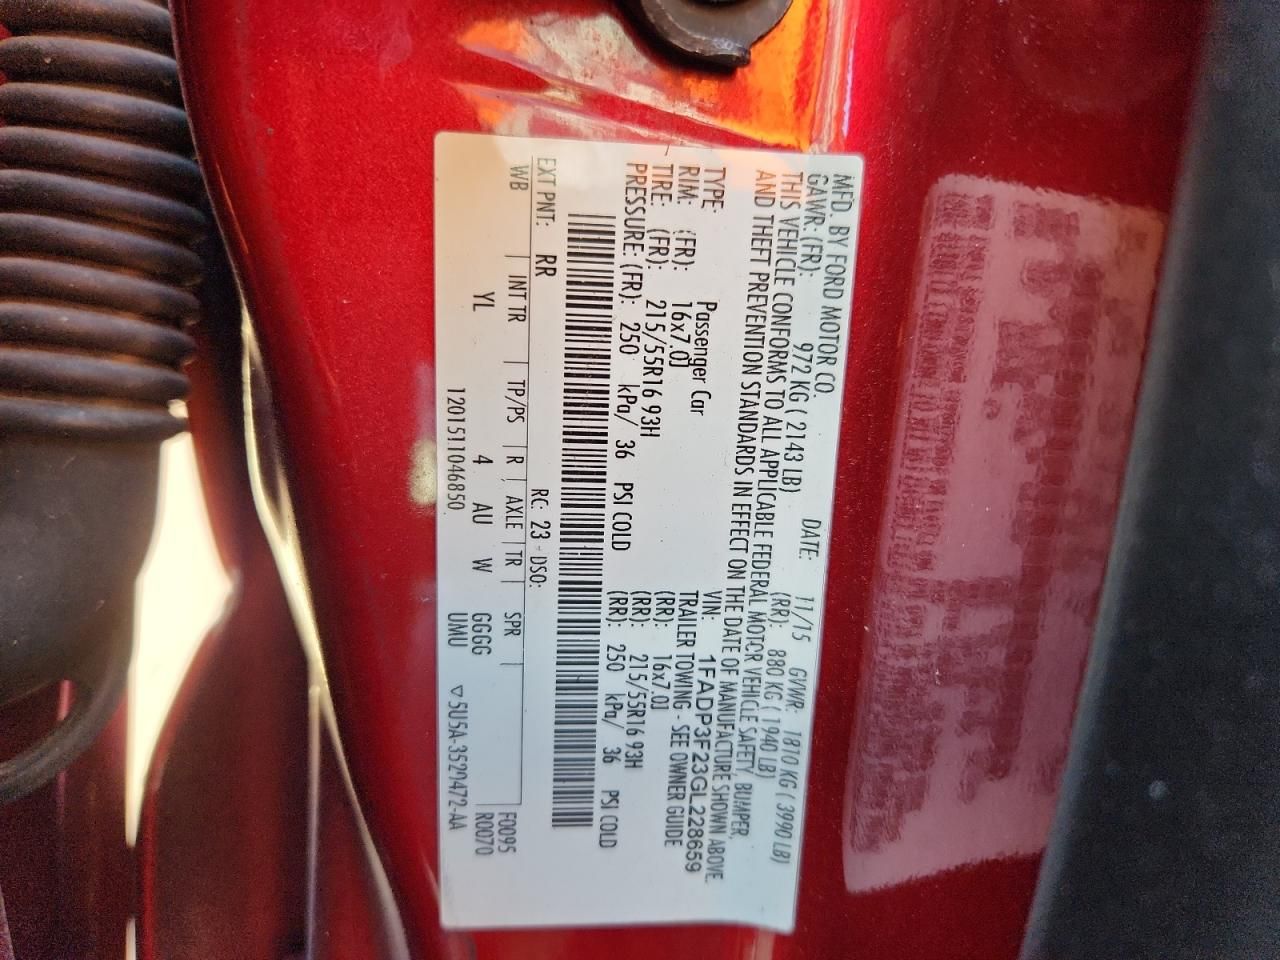 MFD. BY FORD MOTOR CO. DATE: 11/15 GVWR: 1810 KG ( 3990 LB)
GAWR: (FR): 972 KG ( 2143 LB) (RR): 880 KG ( 1940 LB)
THIS VEHICLE CONFORMS TO ALL APPLICABLE FEDERAL MOTOR VEHICLE SAFETY, BUMPER,
AND THEFT PREVENTION STANDARDS IN EFFECT ON THE DATE OF MANUFACTURE SHOWN ABOVE.
VIN: 1FADP3F23GL228659
TYPE: Passenger Car TRAILER TOWING - SEE OWNER GUIDE
RIM: (FR): 16x7.0J (RR): 16x7.0J
TIRE: (FR): 215/55R16 93H (RR): 215/55R16 93H
PRESSURE: (FR): 250 kPa/ 36 PSI COLD (RR): 250 kPa/ 36 PSI COLD
EXT PNT: RR RC: 23 DSO: F0095
WB INT TR TP/PS R AXLE TR SPR R0070
YL 4 AU W GGGG
UMU
1201511046850 ▽5U5A-3520472-AA